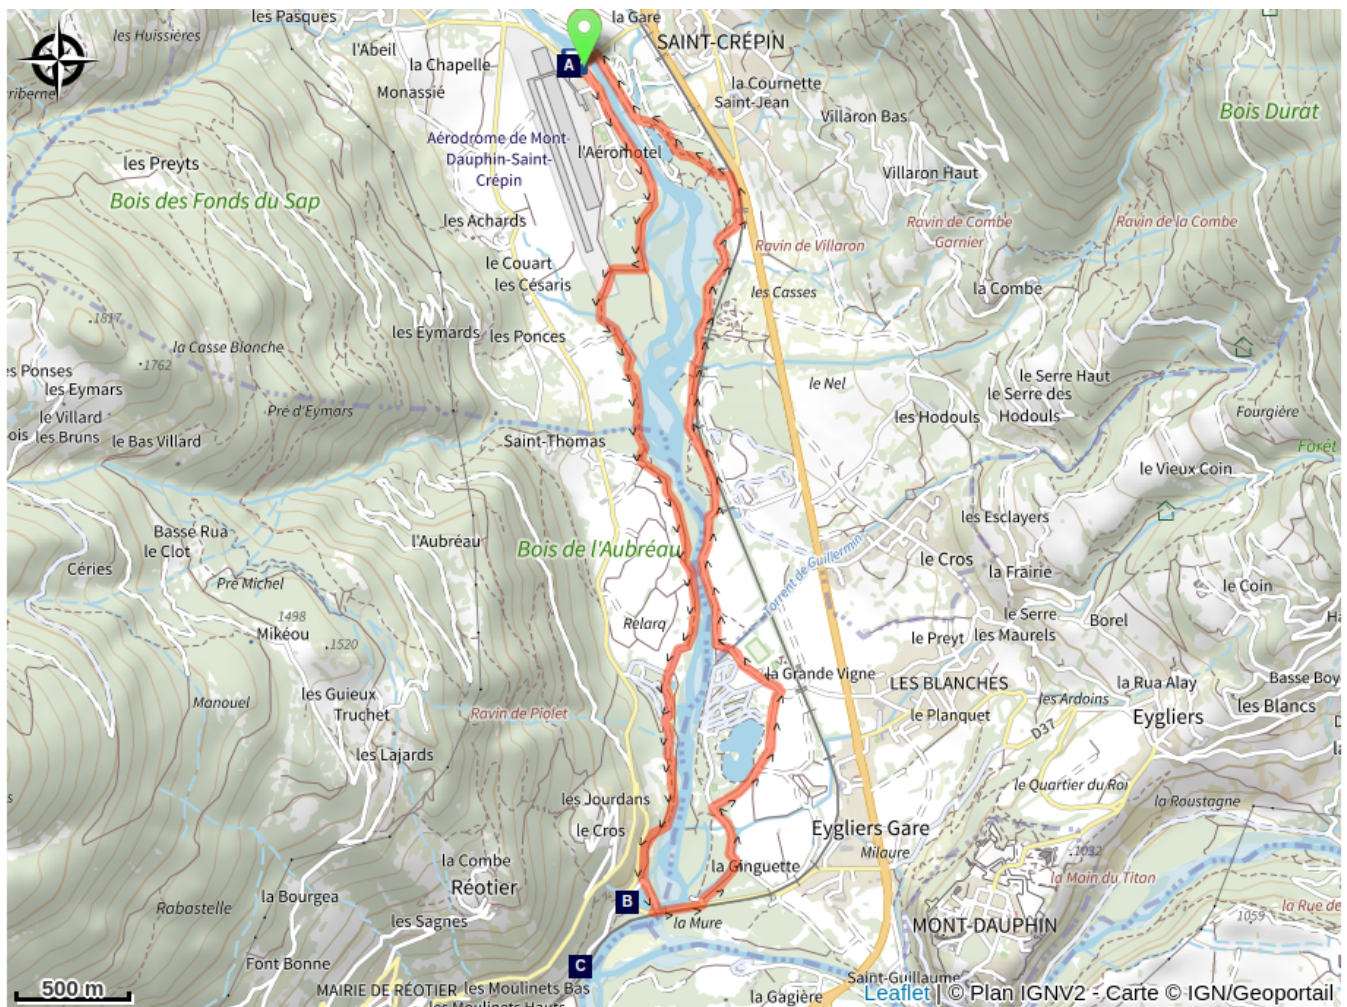 les Pasques
la Gare
les Huissières
l'Abeil
SAINT-CRÉPIN
la Chapelle
A
la Cournette
Monassié
Saint-Jean
Bois Durat
Villaron Bas
Aérodrome de Mont-
Dauphin-Saint-
Crépin
l'Aéromotel
les Preyts
Villaron Haut
Bois des Fonds du Sap
les Achards
Ravin de Combe
Garnier
Ravin de la Combe
Ravin de Villaron
le Couart
les Césaris
la Combe
les Casses
1817
les Eymards
les Ponces
la Casse Blanche
1762
es Ponses
les Eymars
le Nel
le Serre Haut
le Serre des
Hodouls
le Villard
Pré d'Eymars
les Hodouls
Fourgière
ois
les Bruns
le Bas Villard
Saint-Thomas
Forêt
le Vieux Coin
les Esclayers
Basse Rua
le Clot
l'Aubréau
Bois de l'Aubréau
Céries
le Cros
la Frairie
Torrent de Guillermin
Pré Michel
le Coin
1498
Mikéou
1520
Relarq
le Serre
Borel
le Preyt
les Maurels
la Grande Vigne
LES BLANCHES
la Rua Alay
Basse Boy
les Guieux
Manouel
Truchet
Ravin de Piolet
le Planquet
les Ardoins
les Blancs
Eygliers
D37
les Lajards
le Quartier du Roi
les Jourdans
la Roustagne
le Cros
Eygliers Gare
la Combe
Milaure
1032
Réotier
la Ginguette
la Main du Titan
la Bourgea
B
Rabastelle
les Sagnes
la Mure
MONT-DAUPHIN
1059
la Rue de
Font Bonne
C
500 m
MAIRIE DE RÉOTIER
les Moulinets Bas
Saint-Guillaume
la Gagière
les Moulinets Hauts
Leaflet | © Plan IGNV2 - Carte © IGN/Geoportail